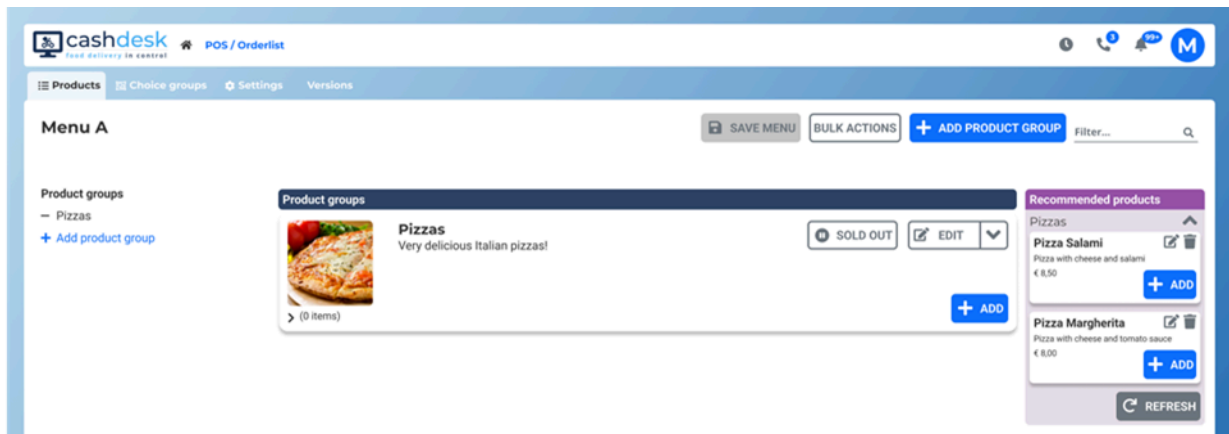 cashdesk
food delivery in control
POS / Orderlist
3
99+
M
Products
Choice groups
Settings
Versions
Menu A
SAVE MENU
BULK ACTIONS
ADD PRODUCT GROUP
Filter...
Product groups
Pizzas
Add product group
Product groups
Pizzas
Very delicious Italian pizzas!
SOLD OUT
EDIT
(0 items)
ADD
Recommended products
Pizzas
Pizza Salami
Pizza with cheese and salami
€ 8,50
ADD
Pizza Margherita
Pizza with cheese and tomato sauce
€ 8,00
ADD
REFRESH